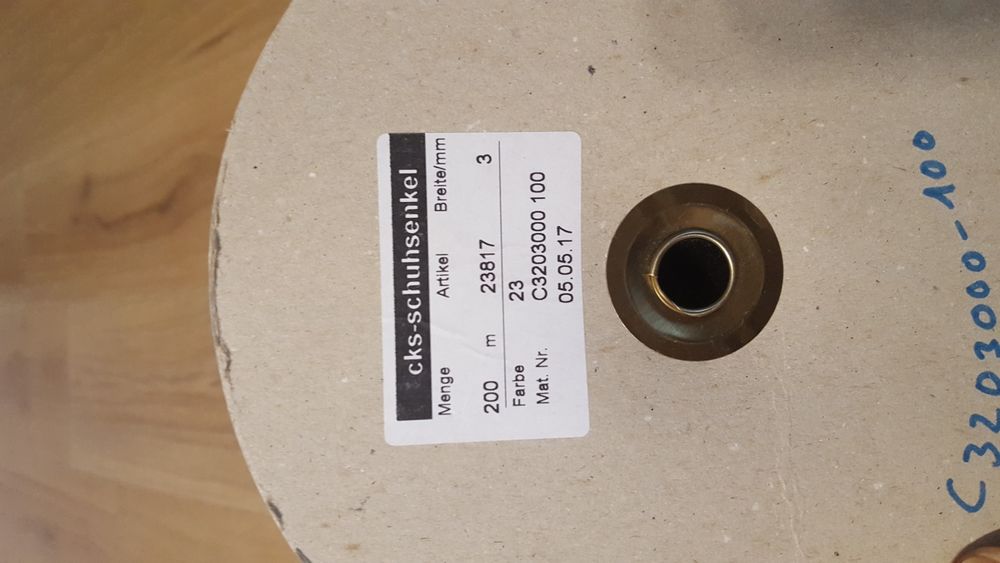 cks-schuhsenkel
Menge Artikel Breite/mm
200 m 23817 3
Farbe 23
Mat. Nr. C3203000 100
05.05.17
C3203000-100